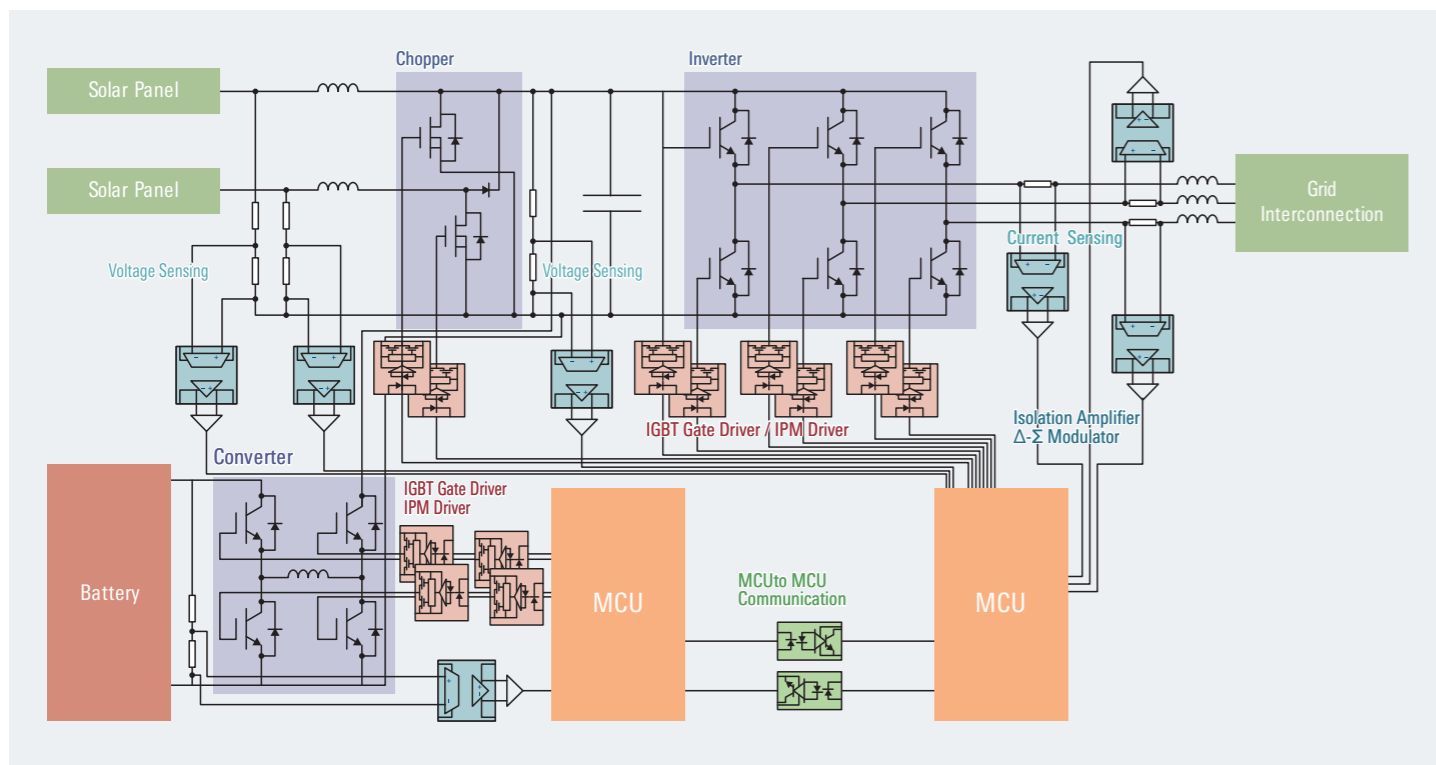 Chopper
Inverter
Solar Panel
Solar Panel
Grid
Interconnection
Voltage Sensing
Voltage Sensing
Current Sensing
IGBT Gate Driver / IPM Driver
Isolation Amplifier
Δ-Σ Modulator
Converter
IGBT Gate Driver
IPM Driver
Battery
MCU
MCUto MCU
Communication
MCU